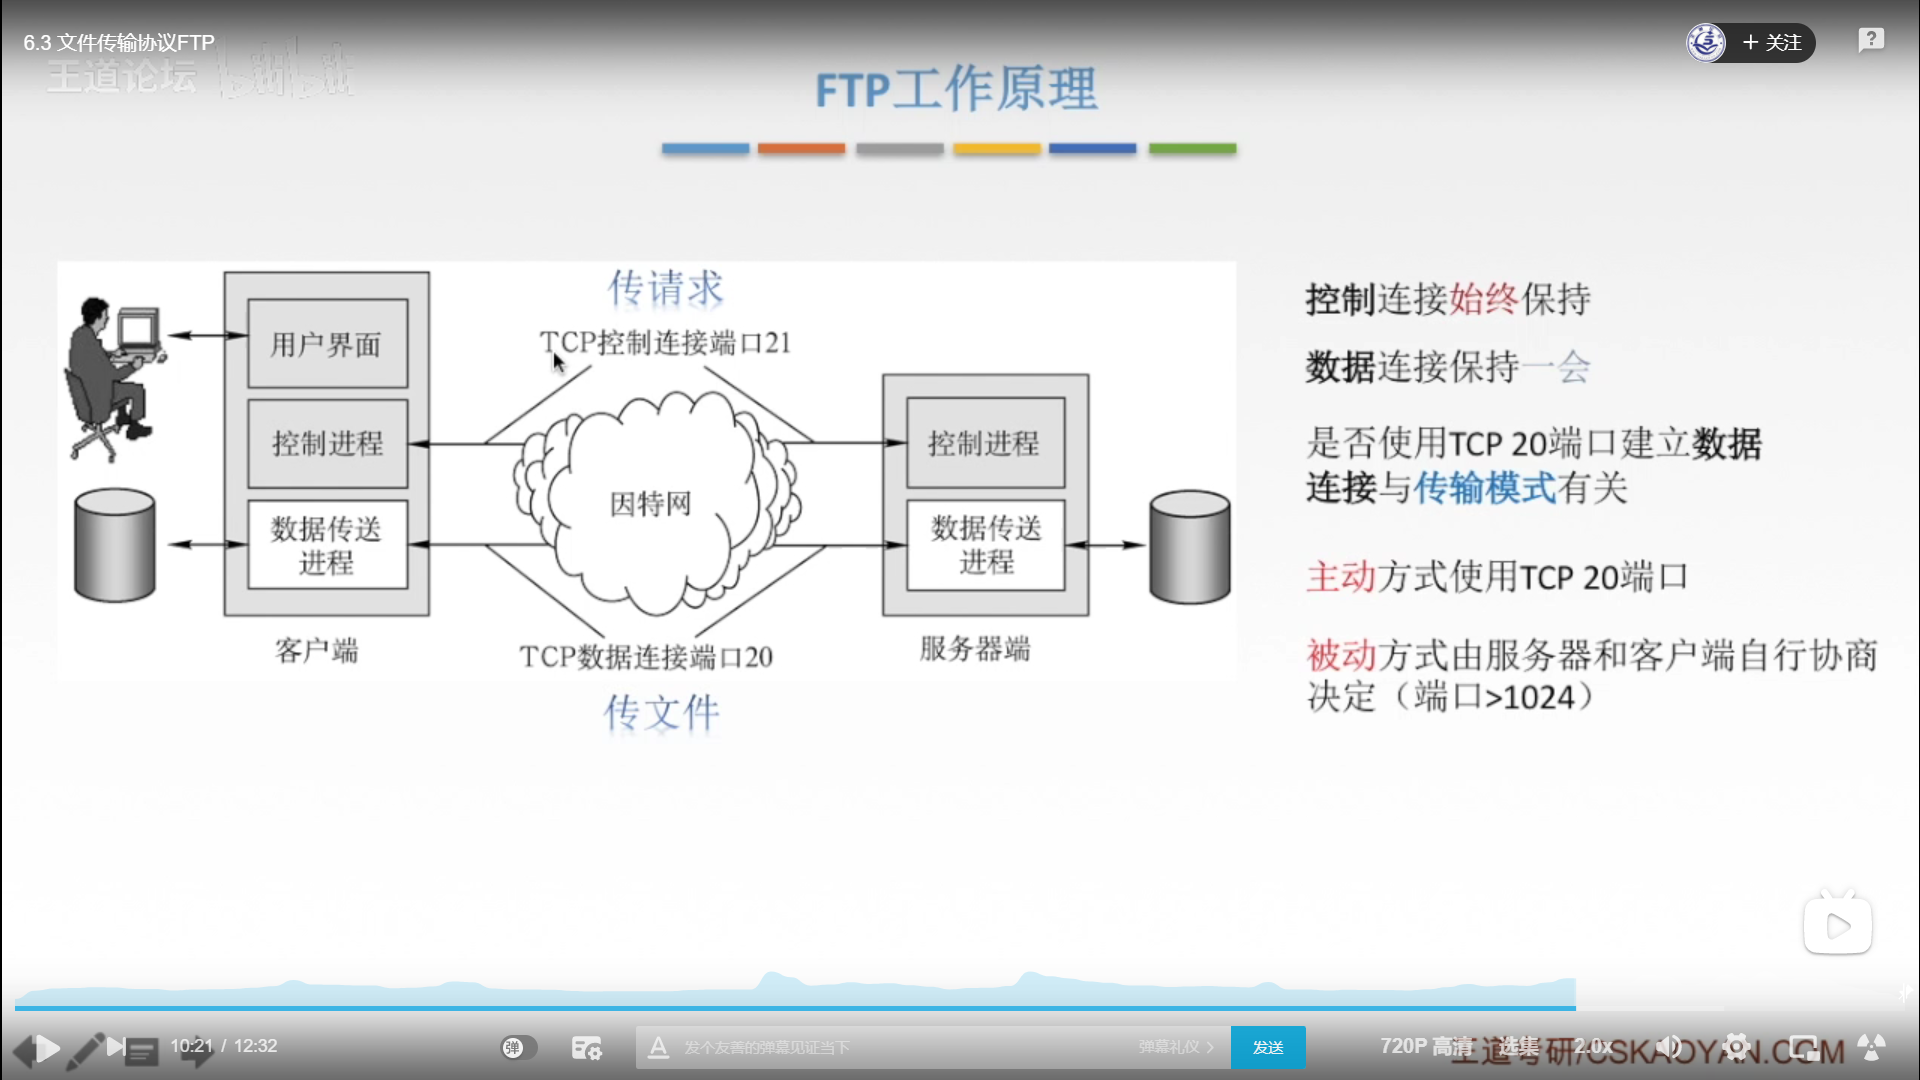 6.3 文件传输协议FTP
+ 关注
王道论坛 bilibili
FTP工作原理
传请求
TCP控制连接端口21
用户界面
控制进程
数据传送
进程
客户端
因特网
控制进程
数据传送
进程
服务器端
TCP数据连接端口20
传文件
控制连接始终保持
数据连接保持一会
是否使用TCP 20端口建立数据
连接与传输模式有关
主动方式使用TCP 20端口
被动方式由服务器和客户端自行协商
决定（端口>1024）
10:21 / 12:32
弹
发个友善的弹幕见证当下
弹幕礼仪 >
发送
720P 高清
选集
2.0x
王道考研/CSKAOYAN.COM